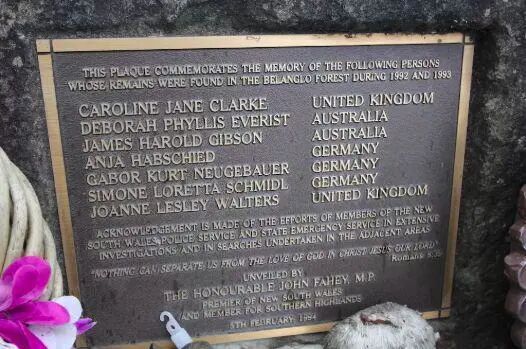 THIS PLAQUE COMMEMORATES THE MEMORY OF THE FOLLOWING PERSONS
WHOSE REMAINS WERE FOUND IN THE BELANGLO FOREST DURING 1992 AND 1993
CAROLINE JANE CLARKE UNITED KINGDOM
DEBORAH PHYLLIS EVERIST AUSTRALIA
JAMES HAROLD GIBSON AUSTRALIA
ANJA HABSCHIED GERMANY
GABOR KURT NEUGEBAUER GERMANY
SIMONE LORETTA SCHMIDL GERMANY
JOANNE LESLEY WALTERS UNITED KINGDOM
ACKNOWLEDGEMENT IS MADE OF THE EFFORTS OF MEMBERS OF THE NEW
SOUTH WALES POLICE SERVICE AND STATE EMERGENCY SERVICE IN EXTENSIVE
INVESTIGATIONS AND IN SEARCHES UNDERTAKEN IN THE ADJACENT AREAS
"NOTHING CAN SEPARATE US FROM THE LOVE OF GOD IN CHRIST JESUS OUR LORD"
Romans 8:39
UNVEILED BY
THE HONOURABLE JOHN FAHEY, M.P.
PREMIER OF NEW SOUTH WALES
AND MEMBER FOR SOUTHERN HIGHLANDS
5TH FEBRUARY, 1994